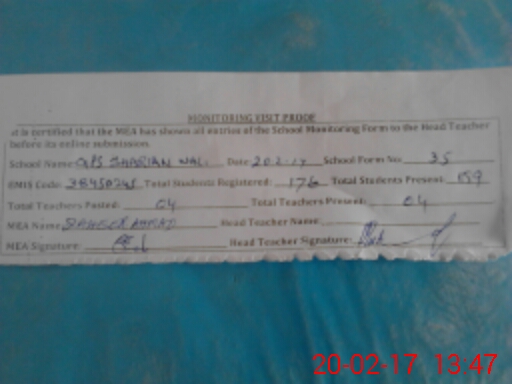 MONITORING VISIT PROOF
It is certified that the MEA has shown all entries of the School Monitoring Form to the Head Teacher
before its online submission.
School Name: GPS JHARIAN WALI Date: 20.2.17 School Form No: 35
EMIS Code: 38450245 Total Students Registered: 176 Total Students Present: 159
Total Teachers Posted: 04 Total Teachers Present: 04
MEA Name: AHMAD Head Teacher Name:
MEA Signature: Head Teacher Signature:
20-02-17 13:47